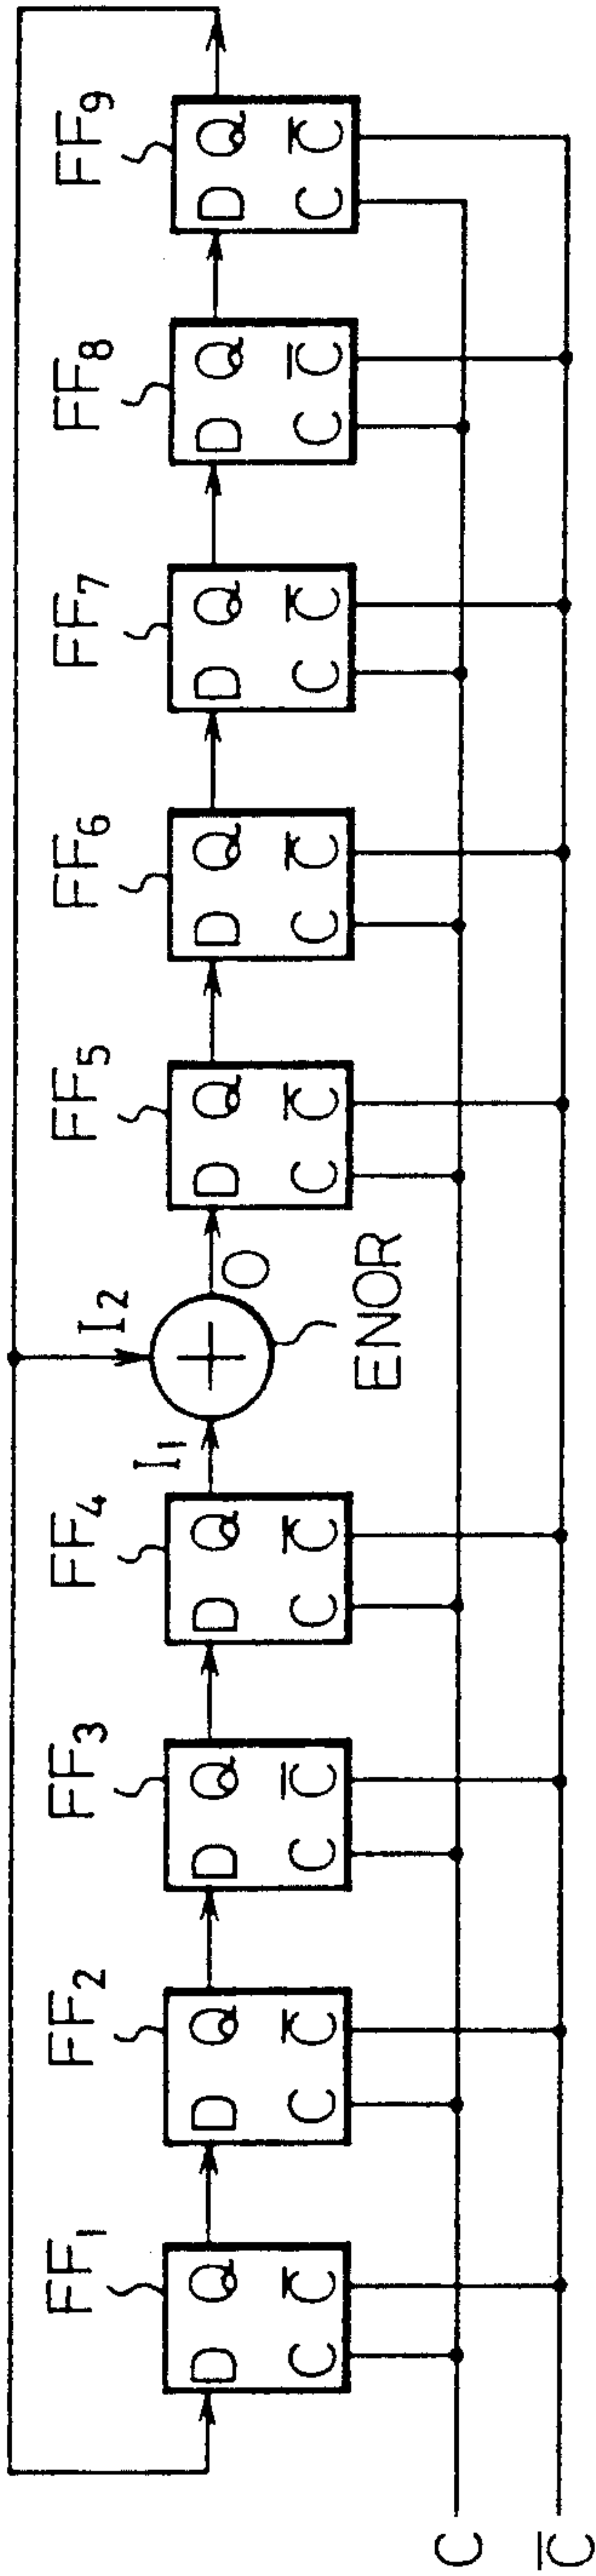 FF₁ FF₂ FF₃ FF₄ FF₅ FF₆ FF₇ FF₈ FF₉
I₂
D Q D Q D Q D Q I₁ O D Q D Q D Q D Q D Q
C C̅ C C̅ C C̅ C C̅ C C̅ C C̅ C C̅ C C̅ C C̅
ENOR
C
C̅